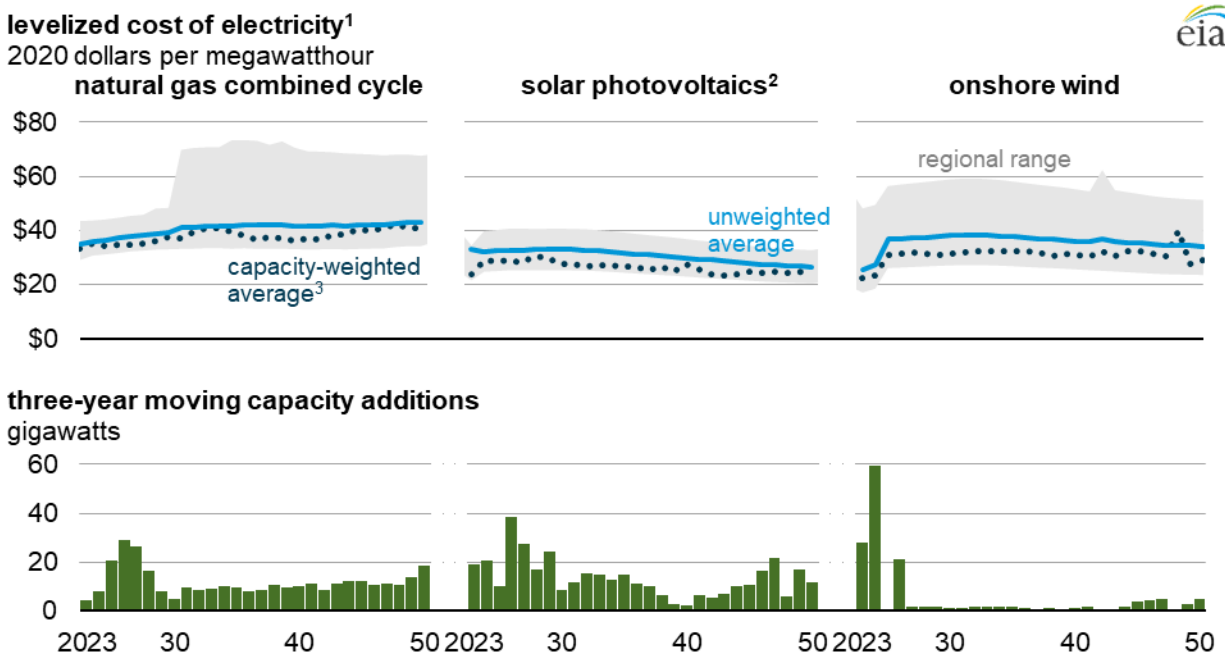 levelized cost of electricity¹
eia
2020 dollars per megawatthour
natural gas combined cycle
solar photovoltaics²
onshore wind
$80
$60
$40
$20
$0
capacity-weighted
average³
unweighted
average
regional range
three-year moving capacity additions
gigawatts
60
40
20
0
2023 30 40 50
2023 30 40 50
2023 30 40 50